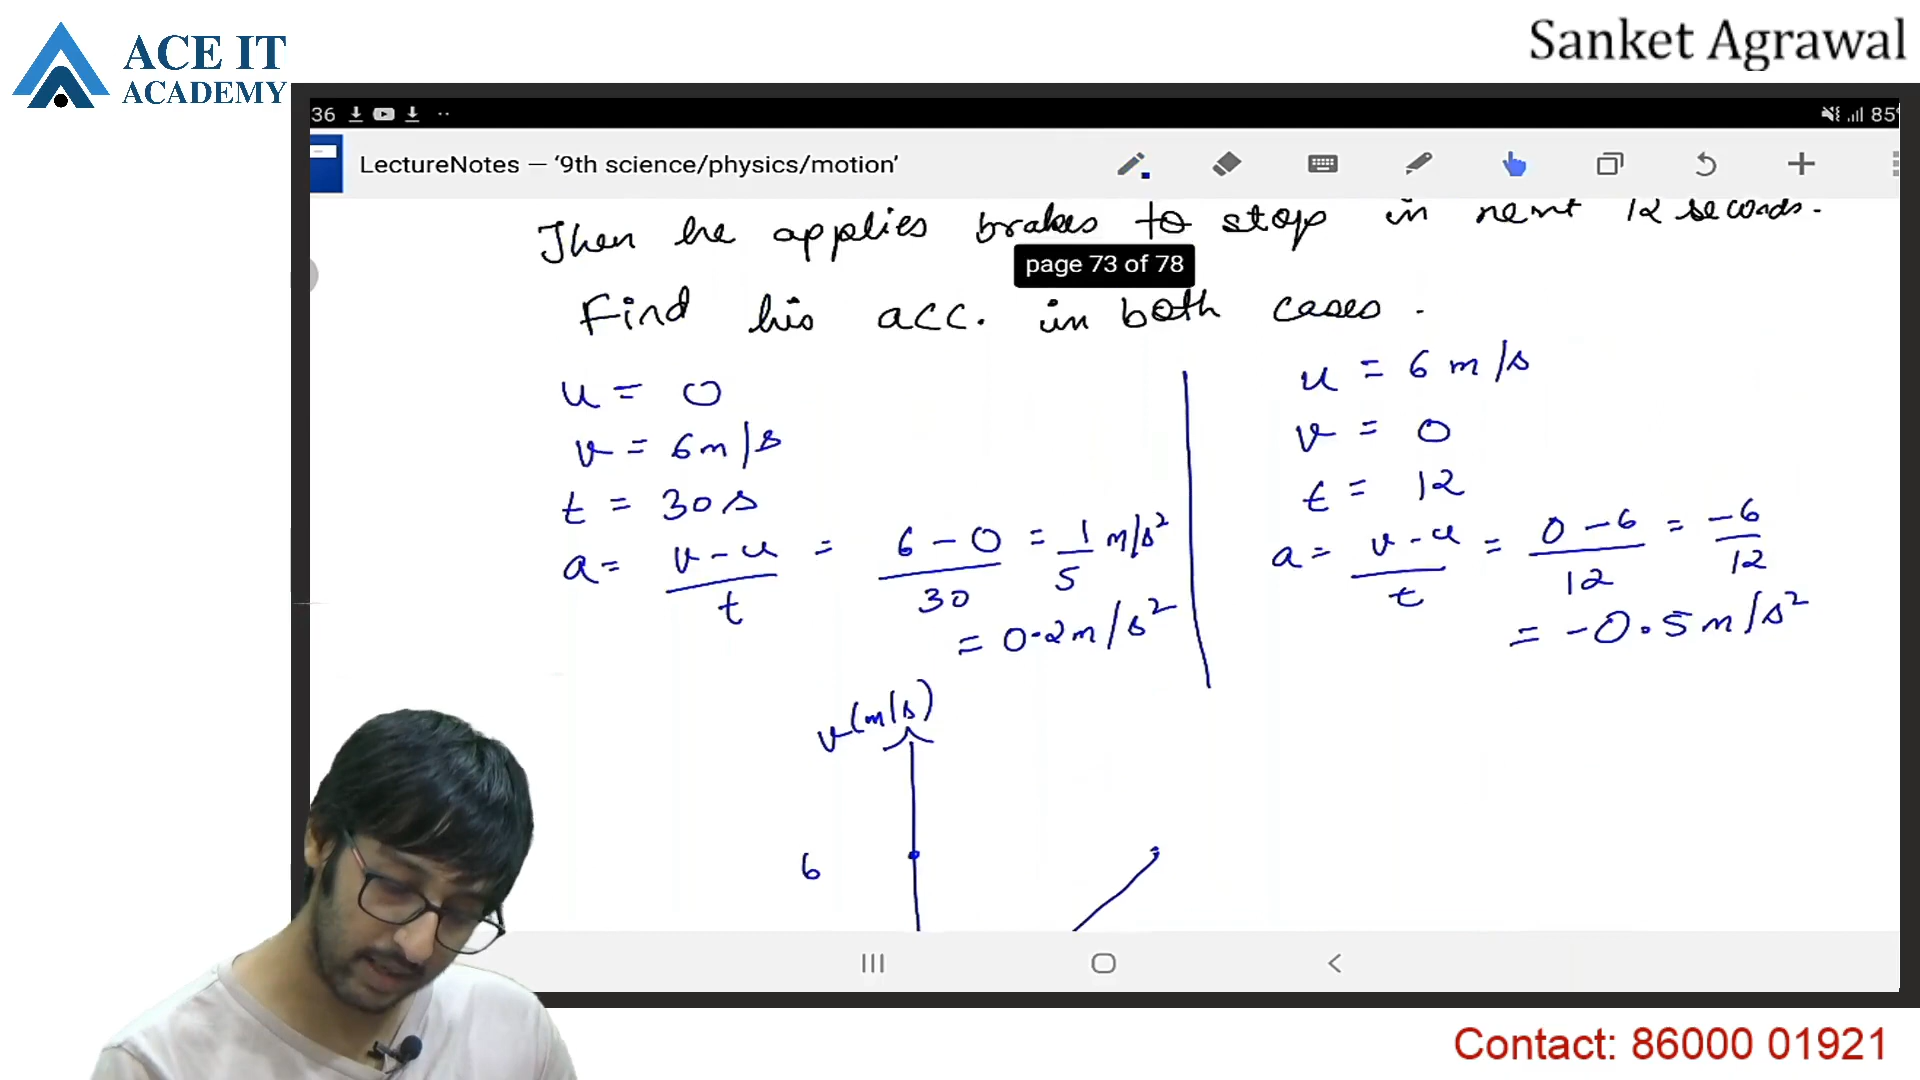 ACE IT
ACADEMY
Sanket Agrawal
36
85
LectureNotes – ‘9th science/physics/motion’
Then he applies brakes to stop in next 12 seconds.
page 73 of 78
Find his acc. in both cases.
u = 0
v = 6m/s
t = 30s
a = v-u/t = 6-0/30 = 1/5 m/s²
= 0.2m/s²
u = 6 m/s
v = 0
t = 12
a = v-u/t = 0-6/12 = -6/12
= -0.5m/s²
v(m/s)
6
Contact: 86000 01921